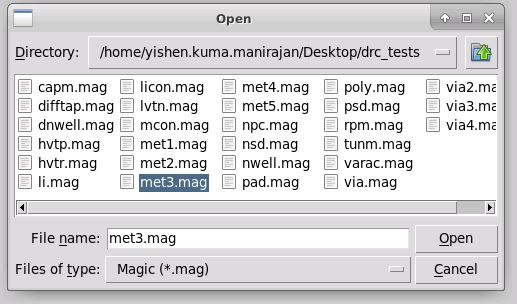 Open
Directory: /home/yishen.kuma.manirajan/Desktop/drc_tests
capm.mag licon.mag met4.mag poly.mag via2.ma
difftap.mag lvtn.mag met5.mag psd.mag via3.ma
dnwell.mag mcon.mag npc.mag rpm.mag via4.ma
hvtp.mag met1.mag nsd.mag tunm.mag
hvtr.mag met2.mag nwell.mag varac.mag
li.mag met3.mag pad.mag via.mag
File name: met3.mag Open
Files of type: Magic (*.mag) Cancel